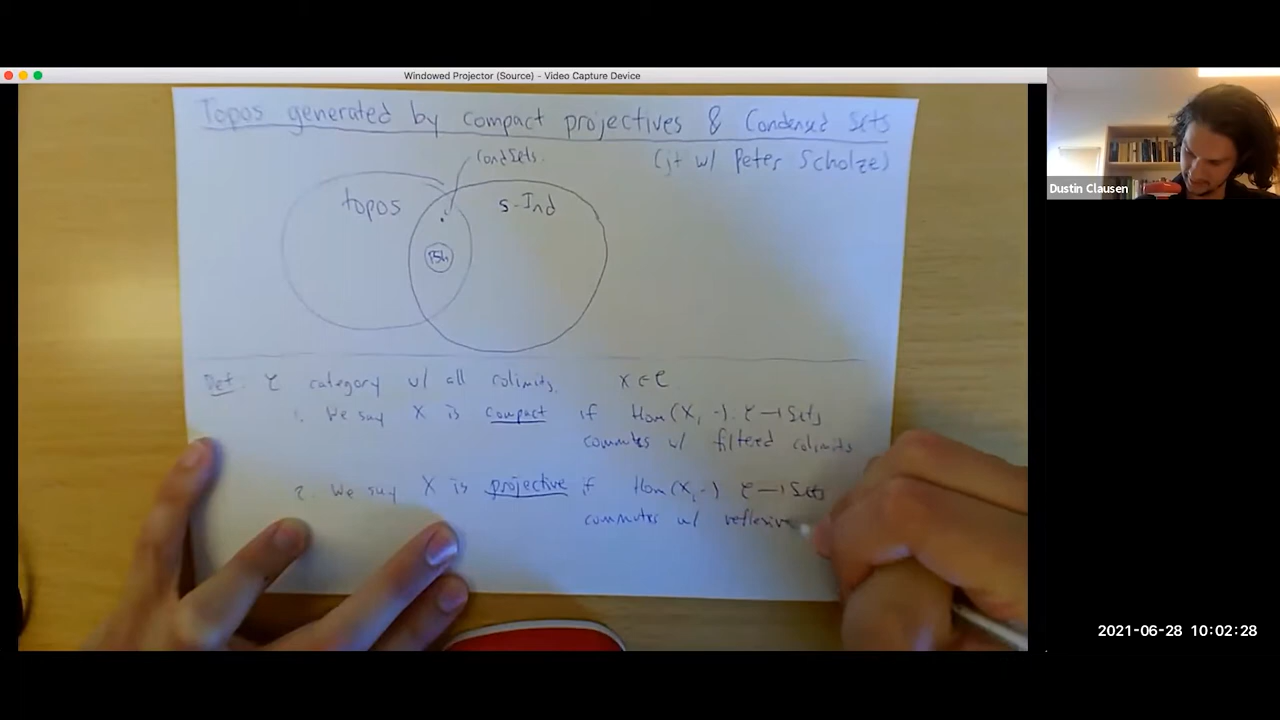 Windowed Projector (Source) - Video Capture Device
Topos generated by compact projectives & Condensed Sets
(jt w/ Peter Scholze)
CondSets.
topos
s-Ind
PSh
Def: C category w/ all colimits. X ∈ C
1. We say X is compact if Hom(X, -): C → Sets
commutes w/ filtered colimits
2. We say X is projective if Hom(X, -) C → Sets
commutes w/ reflexive
Dustin Clausen
2021-06-28 10:02:28